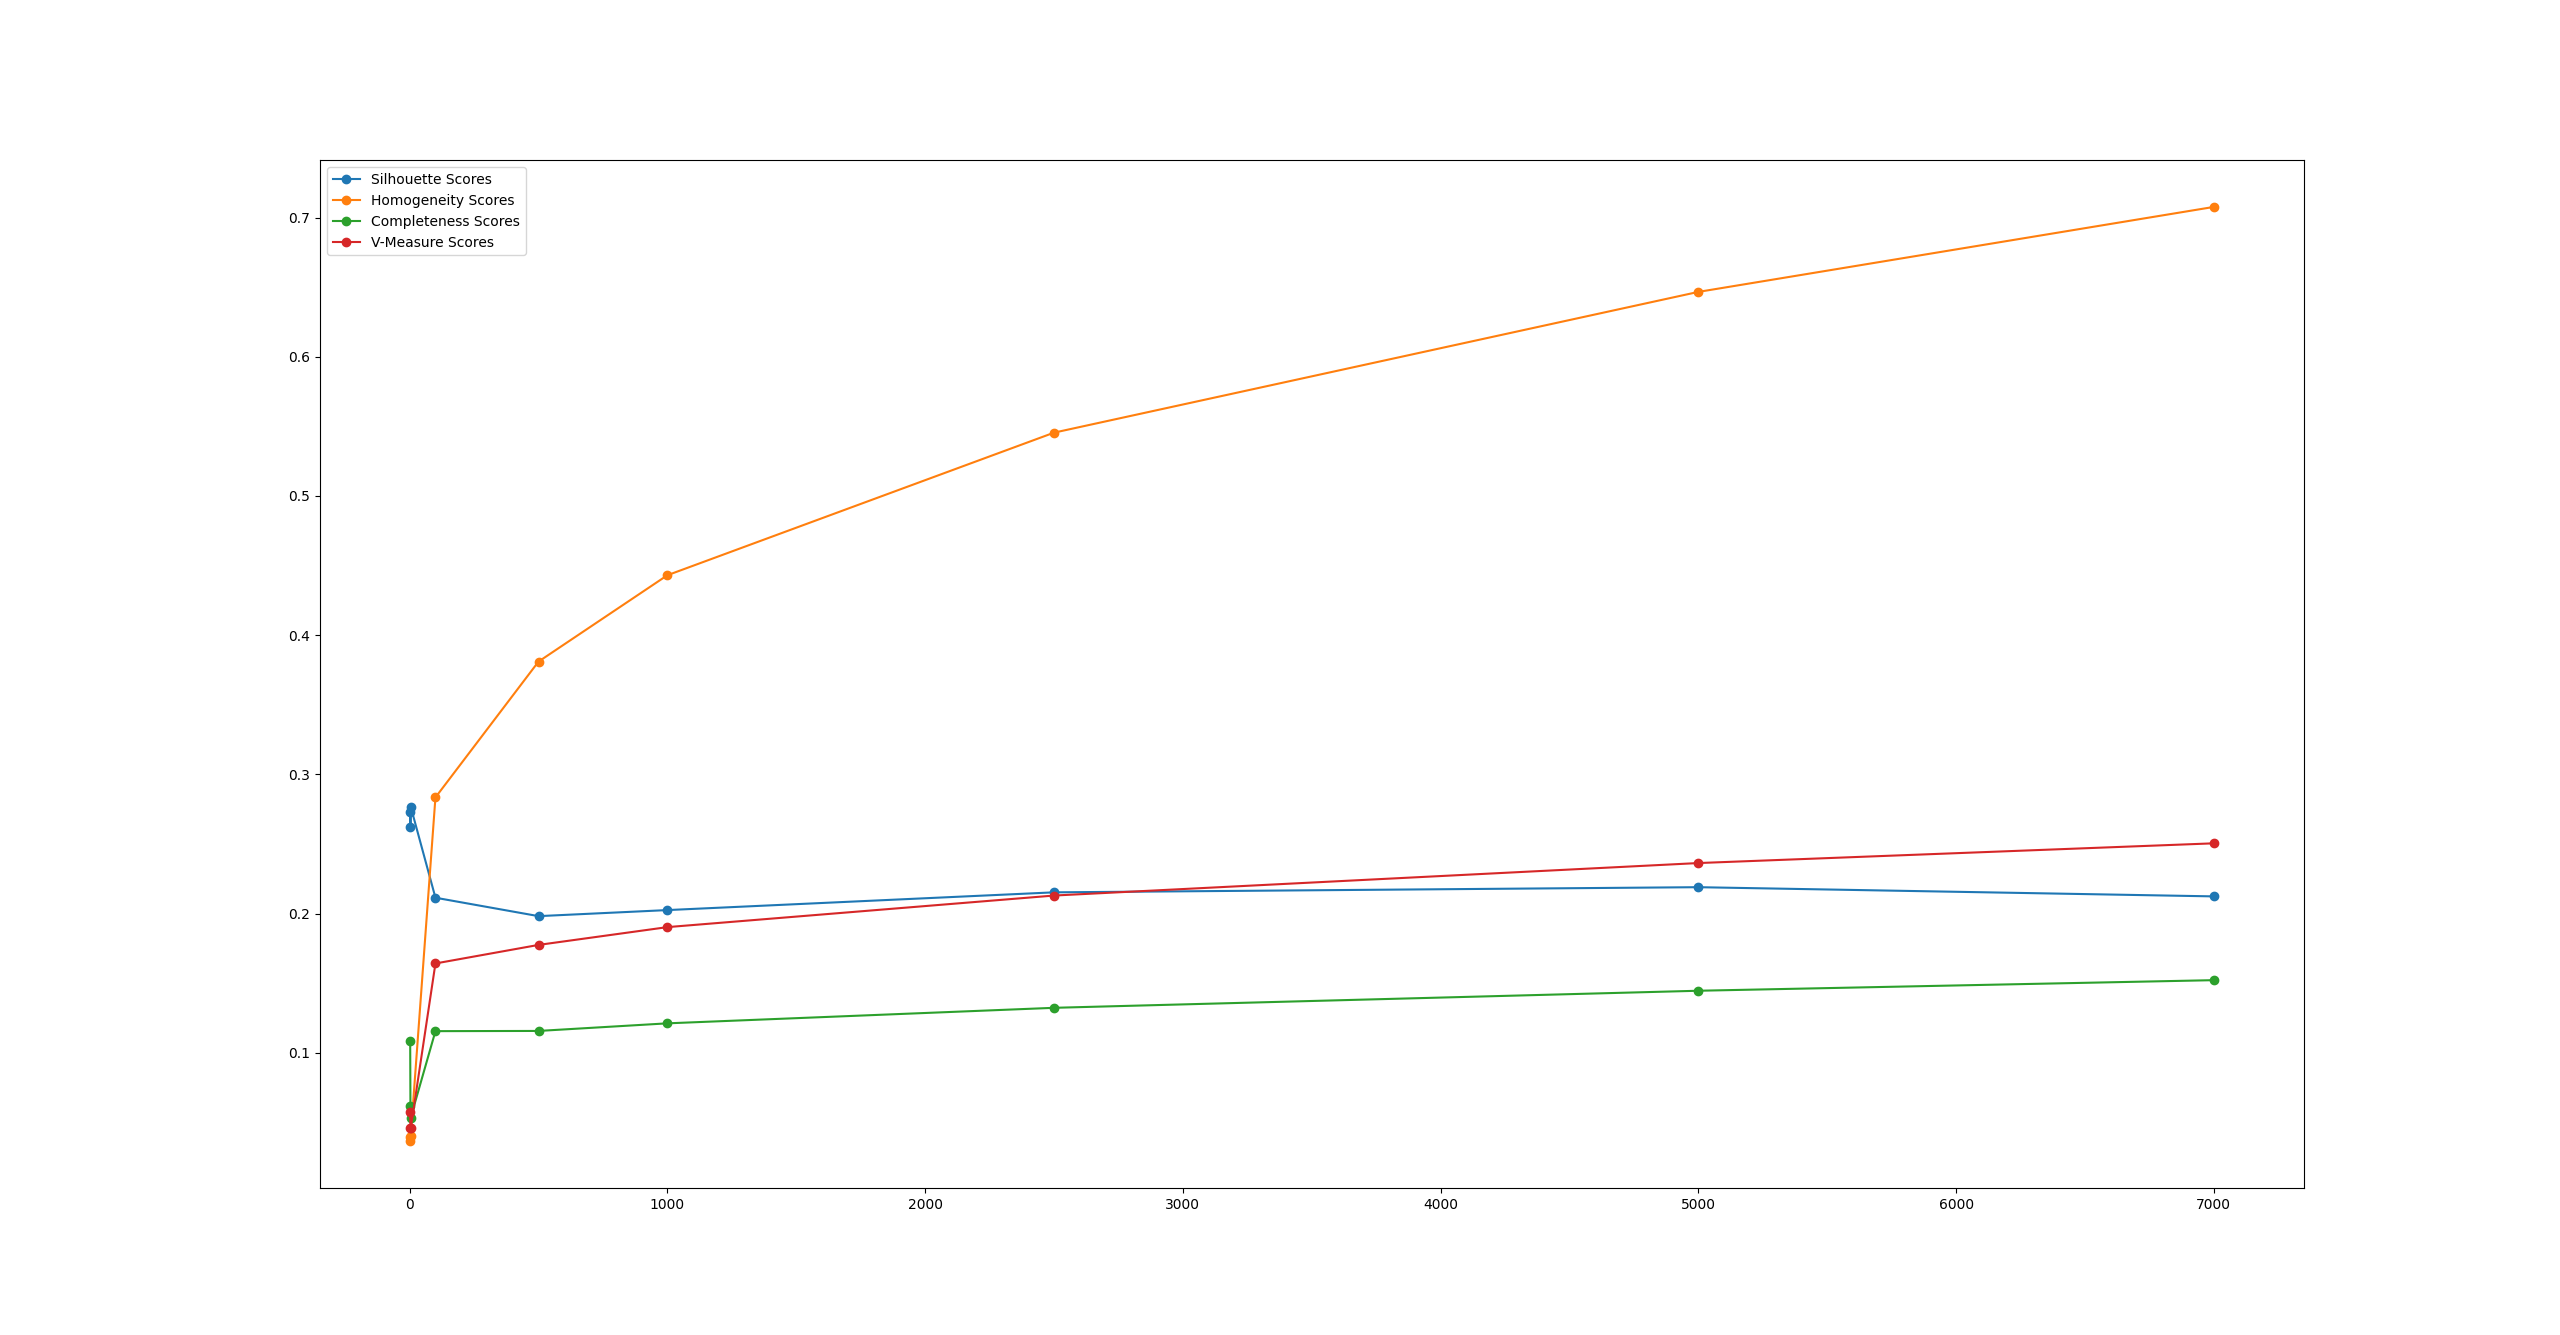 Silhouette Scores
Homogeneity Scores
Completeness Scores
V-Measure Scores
0.7
0.6
0.5
0.4
0.3
0.2
0.1
0 1000 2000 3000 4000 5000 6000 7000